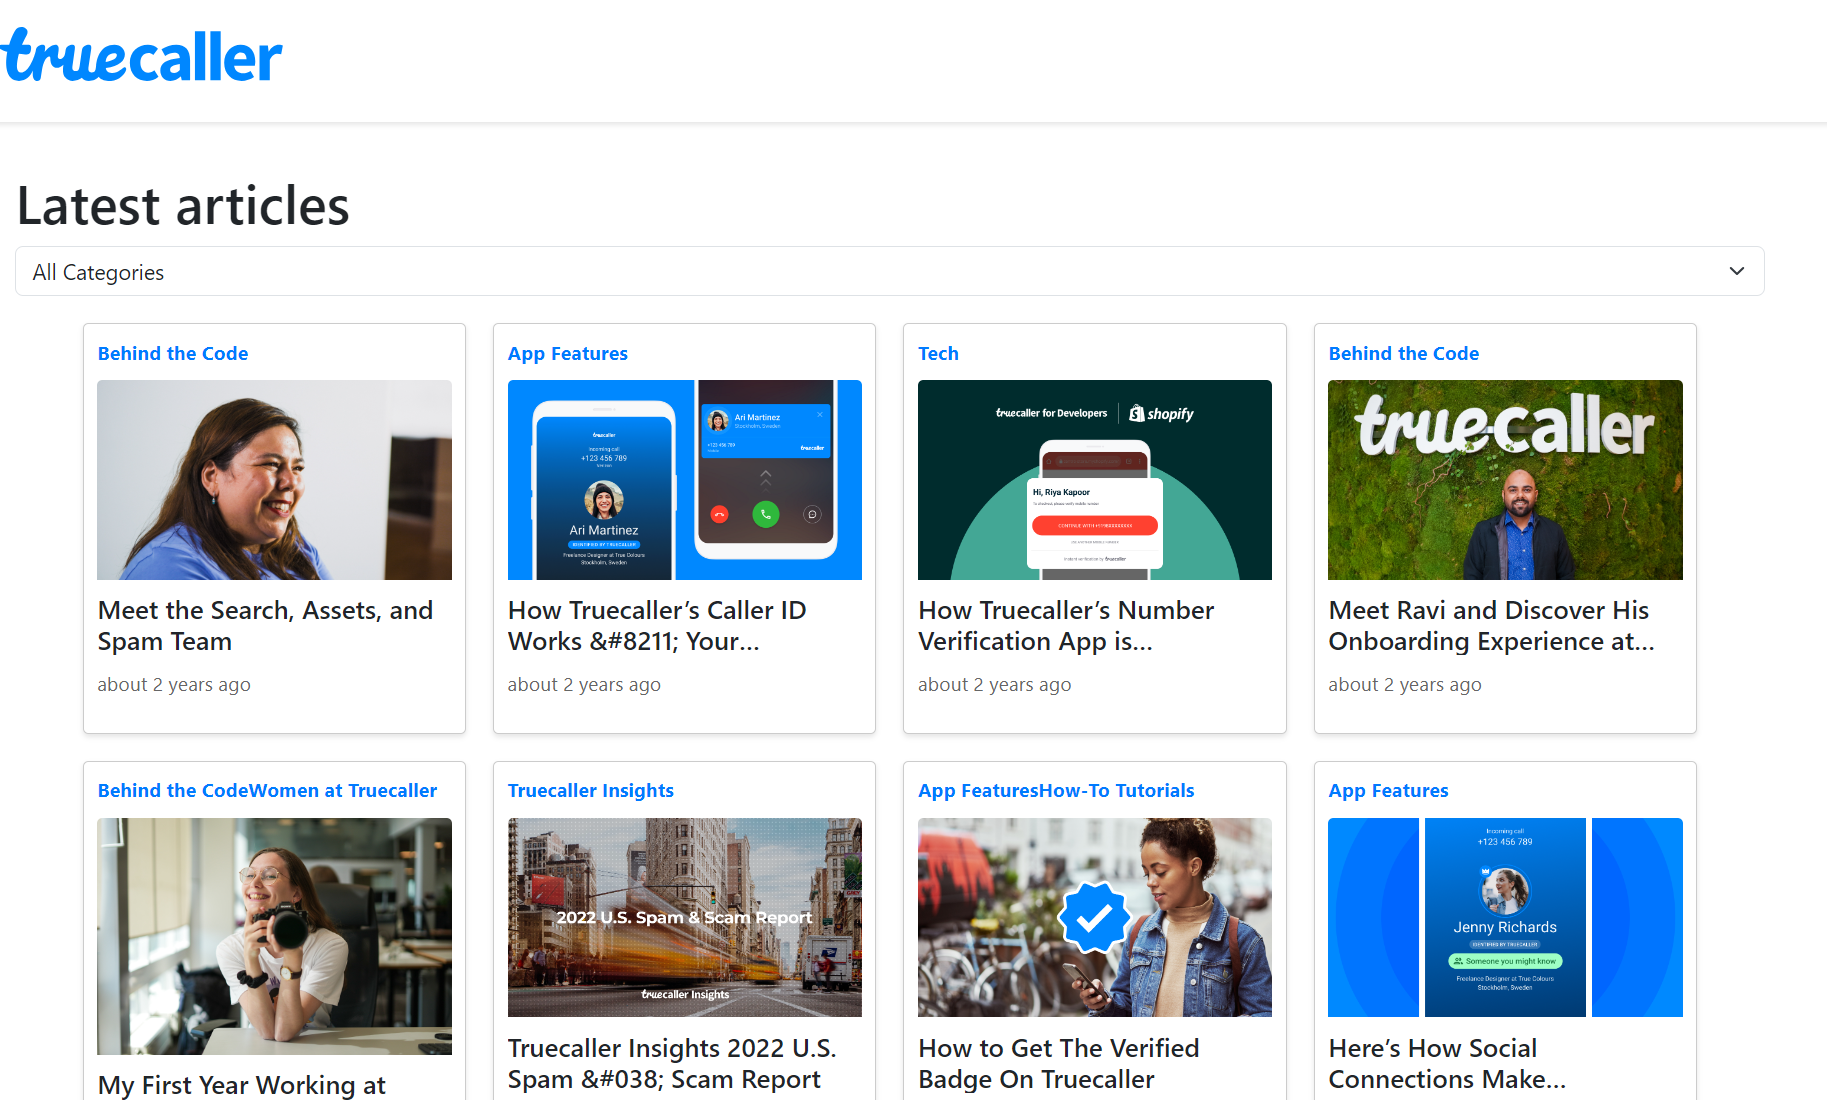 truecaller
Latest articles
All Categories
Behind the Code
Meet the Search, Assets, and
Spam Team
about 2 years ago
App Features
truecaller
Incoming call
+123 456 789
Ari Martinez
IDENTIFIED BY TRUECALLER
Freelance Designer at True Colours
Stockholm, Sweden
Ari Martinez
Stockholm, Sweden
+123 456 789
truecaller
How Truecaller’s Caller ID
Works &#8211; Your...
about 2 years ago
Tech
truecaller for Developers
shopify
Hi, Riya Kapoor
Instant verification by truecaller
How Truecaller’s Number
Verification App is...
about 2 years ago
Behind the Code
truecaller
Meet Ravi and Discover His
Onboarding Experience at...
about 2 years ago
Behind the CodeWomen at Truecaller
My First Year Working at
Truecaller Insights
2022 U.S. Spam & Scam Report
truecaller Insights
Truecaller Insights 2022 U.S.
Spam &#038; Scam Report
App FeaturesHow-To Tutorials
How to Get The Verified
Badge On Truecaller
App Features
Incoming call
+123 456 789
Jenny Richards
IDENTIFIED BY TRUECALLER
Someone you might know
Freelance Designer at True Colours
Stockholm, Sweden
Here’s How Social
Connections Make...